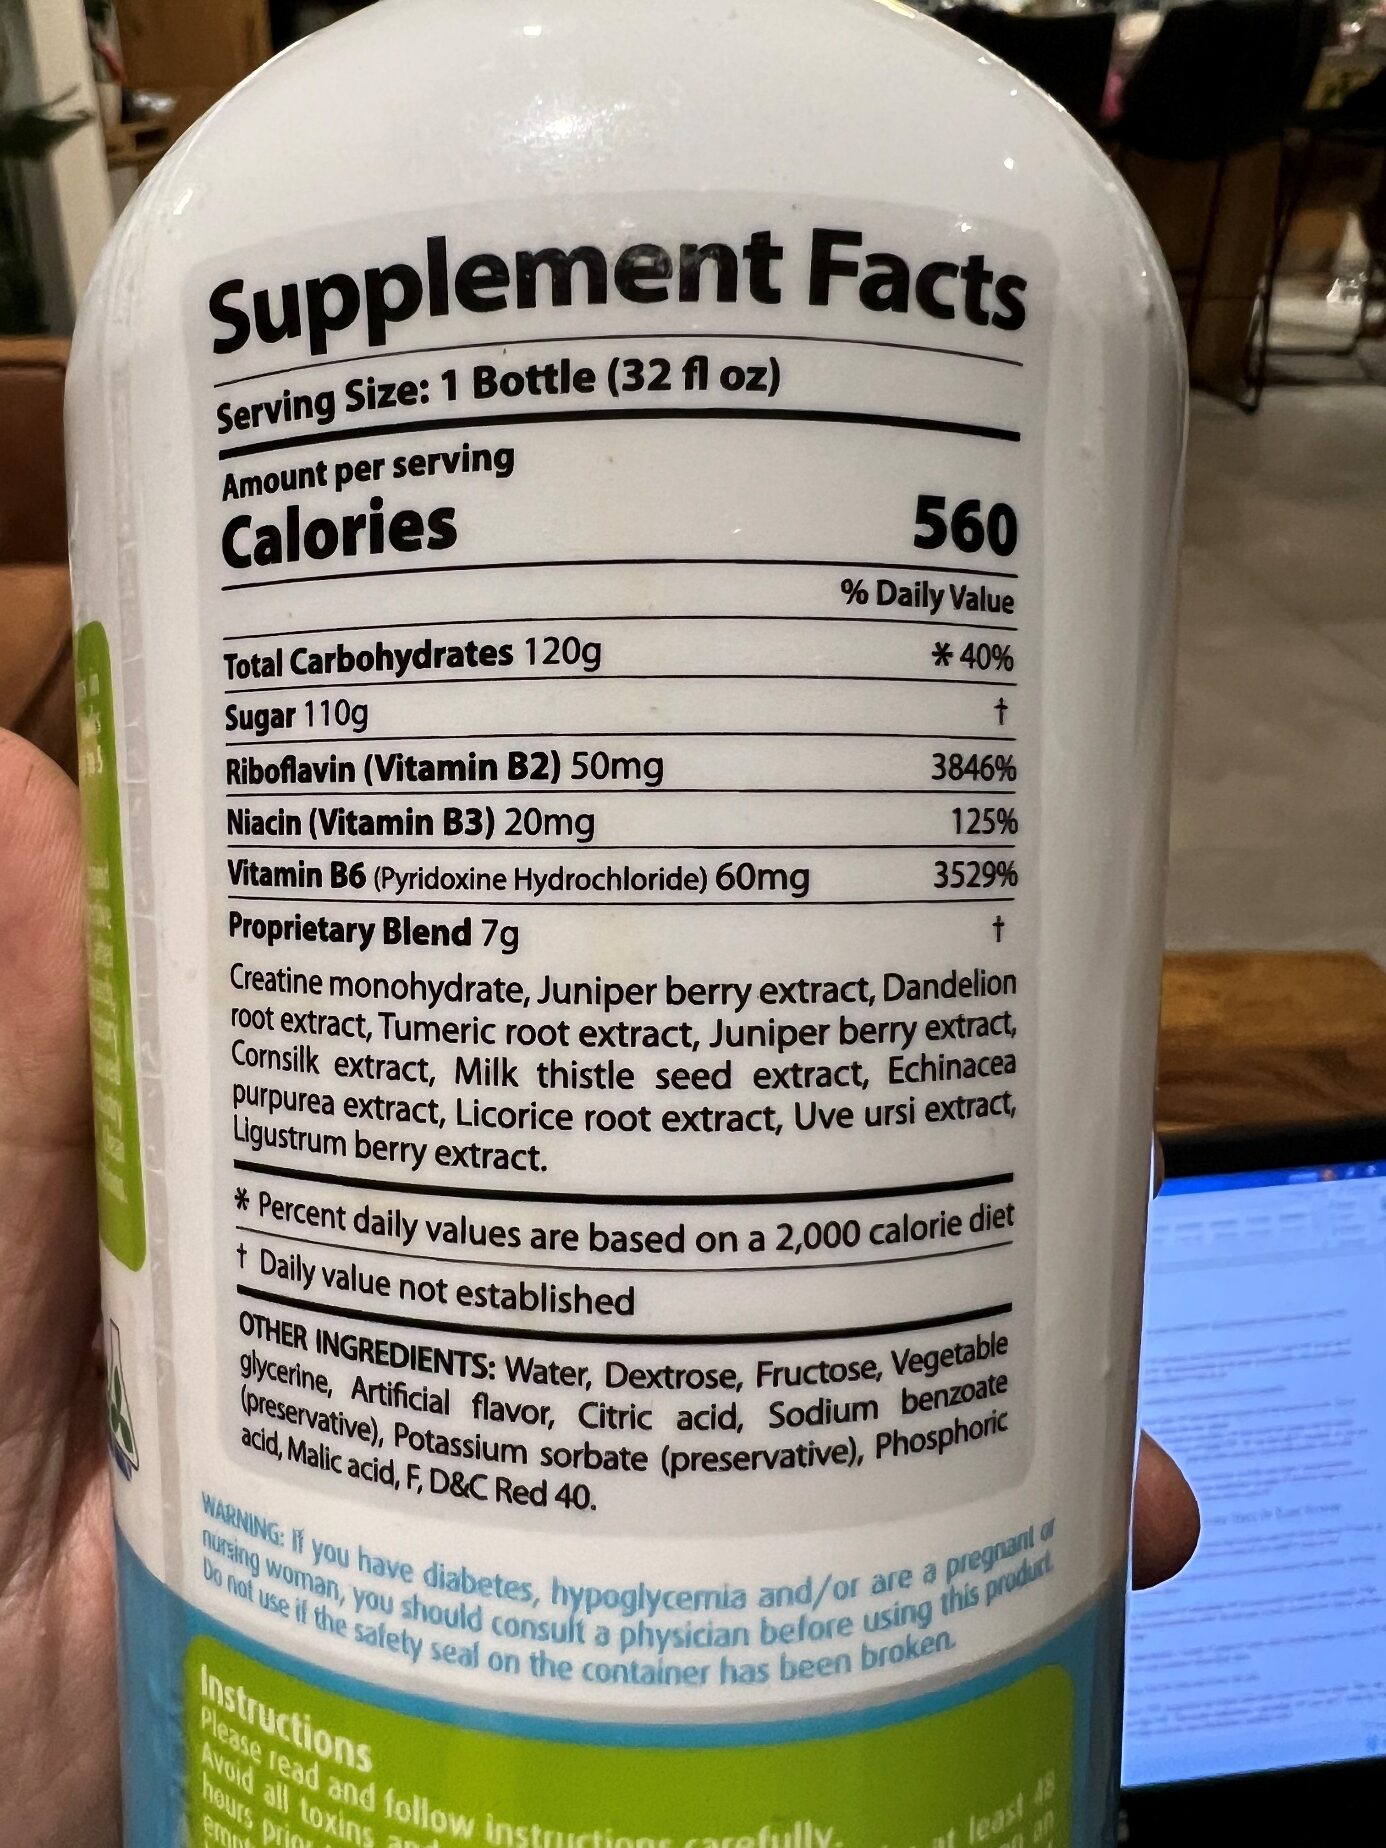 Supplement Facts
Serving Size: 1 Bottle (32 fl oz)
Amount per serving
Calories 560
% Daily Value
Total Carbohydrates 120g * 40%
Sugar 110g †
Riboflavin (Vitamin B2) 50mg 3846%
Niacin (Vitamin B3) 20mg 125%
Vitamin B6 (Pyridoxine Hydrochloride) 60mg 3529%
Proprietary Blend 7g †
Creatine monohydrate, Juniper berry extract, Dandelion
root extract, Tumeric root extract, Juniper berry extract,
Cornsilk extract, Milk thistle seed extract, Echinacea
purpurea extract, Licorice root extract, Uve ursi extract,
Ligustrum berry extract.
* Percent daily values are based on a 2,000 calorie diet
† Daily value not established
OTHER INGREDIENTS: Water, Dextrose, Fructose, Vegetable
glycerine, Artificial flavor, Citric acid, Sodium benzoate
(preservative), Potassium sorbate (preservative), Phosphoric
acid, Malic acid, F, D&C Red 40.
WARNING: If you have diabetes, hypoglycemia and/or are a pregnant or
nursing woman, you should consult a physician before using this product.
Do not use if the safety seal on the container has been broken.
Instructions
Please read and follow instructions carefully.
Avoid all toxins and at least 48
hours prior